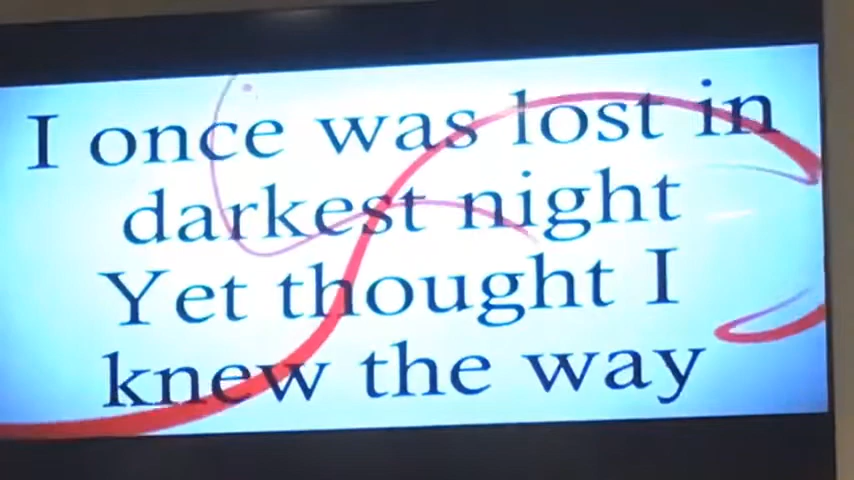 I once was lost in
darkest night
Yet thought I
knew the way